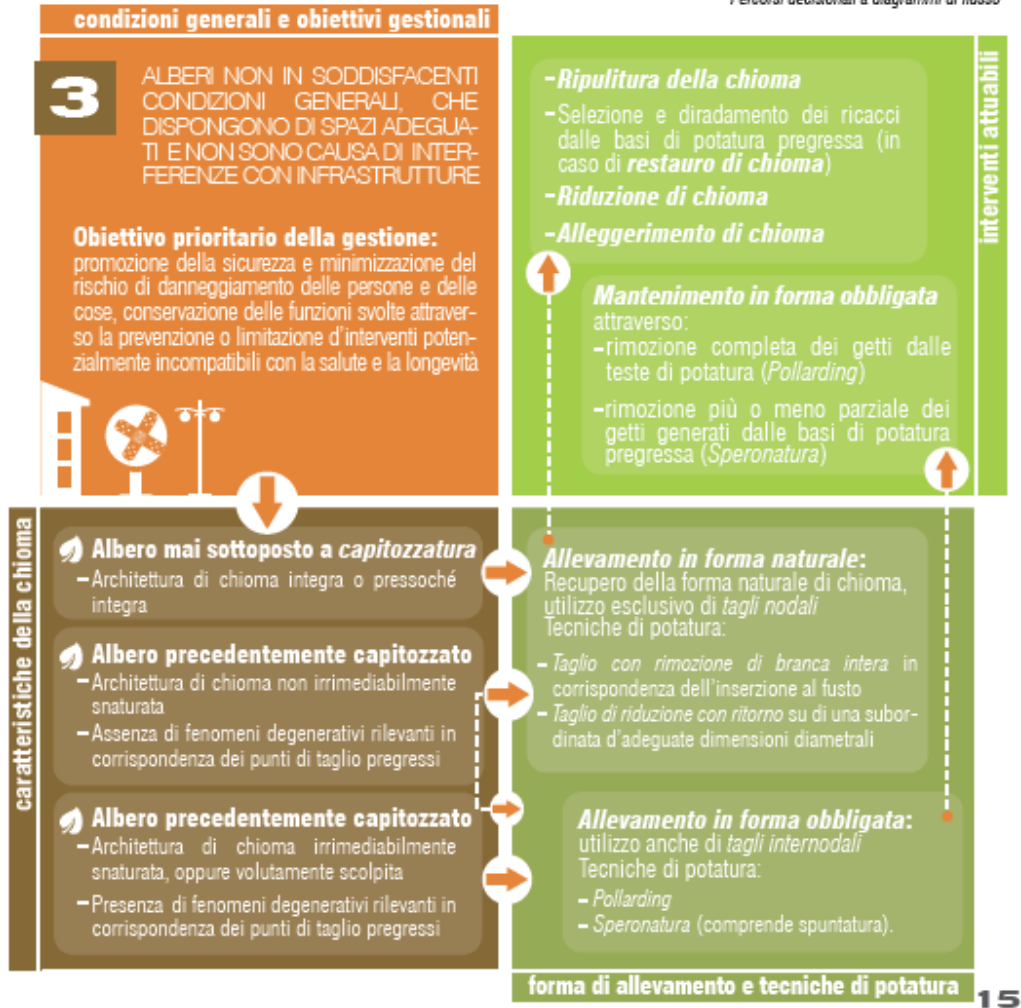 Percorsi decisionali a diagrammi di flusso
condizioni generali e obiettivi gestionali
3
ALBERI NON IN SODDISFACENTI
CONDIZIONI GENERALI, CHE
DISPONGONO DI SPAZI ADEGUA-
TI E NON SONO CAUSA DI INTER-
FERENZE CON INFRASTRUTTURE
Obiettivo prioritario della gestione:
promozione della sicurezza e minimizzazione del
rischio di danneggiamento delle persone e delle
cose, conservazione delle funzioni svolte attraver-
so la prevenzione o limitazione d'interventi poten-
zialmente incompatibili con la salute e la longevità
interventi attuabili
-Ripulitura della chioma
-Selezione e diradamento dei ricacci
dalle basi di potatura pregressa (in
caso di restauro di chioma)
-Riduzione di chioma
-Alleggerimento di chioma
Mantenimento in forma obbligata
attraverso:
-rimozione completa dei getti dalle
teste di potatura (Pollarding)
-rimozione più o meno parziale dei
getti generati dalle basi di potatura
pregressa (Speronatura)
caratteristiche della chioma
Albero mai sottoposto a capitozzatura
-Architettura di chioma integra o pressoché
integra
Albero precedentemente capitozzato
-Architettura di chioma non irrimediabilmente
snaturata
-Assenza di fenomeni degenerativi rilevanti in
corrispondenza dei punti di taglio pregressi
Albero precedentemente capitozzato
-Architettura di chioma irrimediabilmente
snaturata, oppure volutamente scolpita
-Presenza di fenomeni degenerativi rilevanti in
corrispondenza dei punti di taglio pregressi
Allevamento in forma naturale:
Recupero della forma naturale di chioma,
utilizzo esclusivo di tagli nodali
Tecniche di potatura:
- Taglio con rimozione di branca intera in
corrispondenza dell'inserzione al fusto
- Taglio di riduzione con ritorno su di una subor-
dinata d'adeguate dimensioni diametrali
Allevamento in forma obbligata:
utilizzo anche di tagli internodali
Tecniche di potatura:
- Pollarding
- Speronatura (comprende spuntatura).
forma di allevamento e tecniche di potatura
15